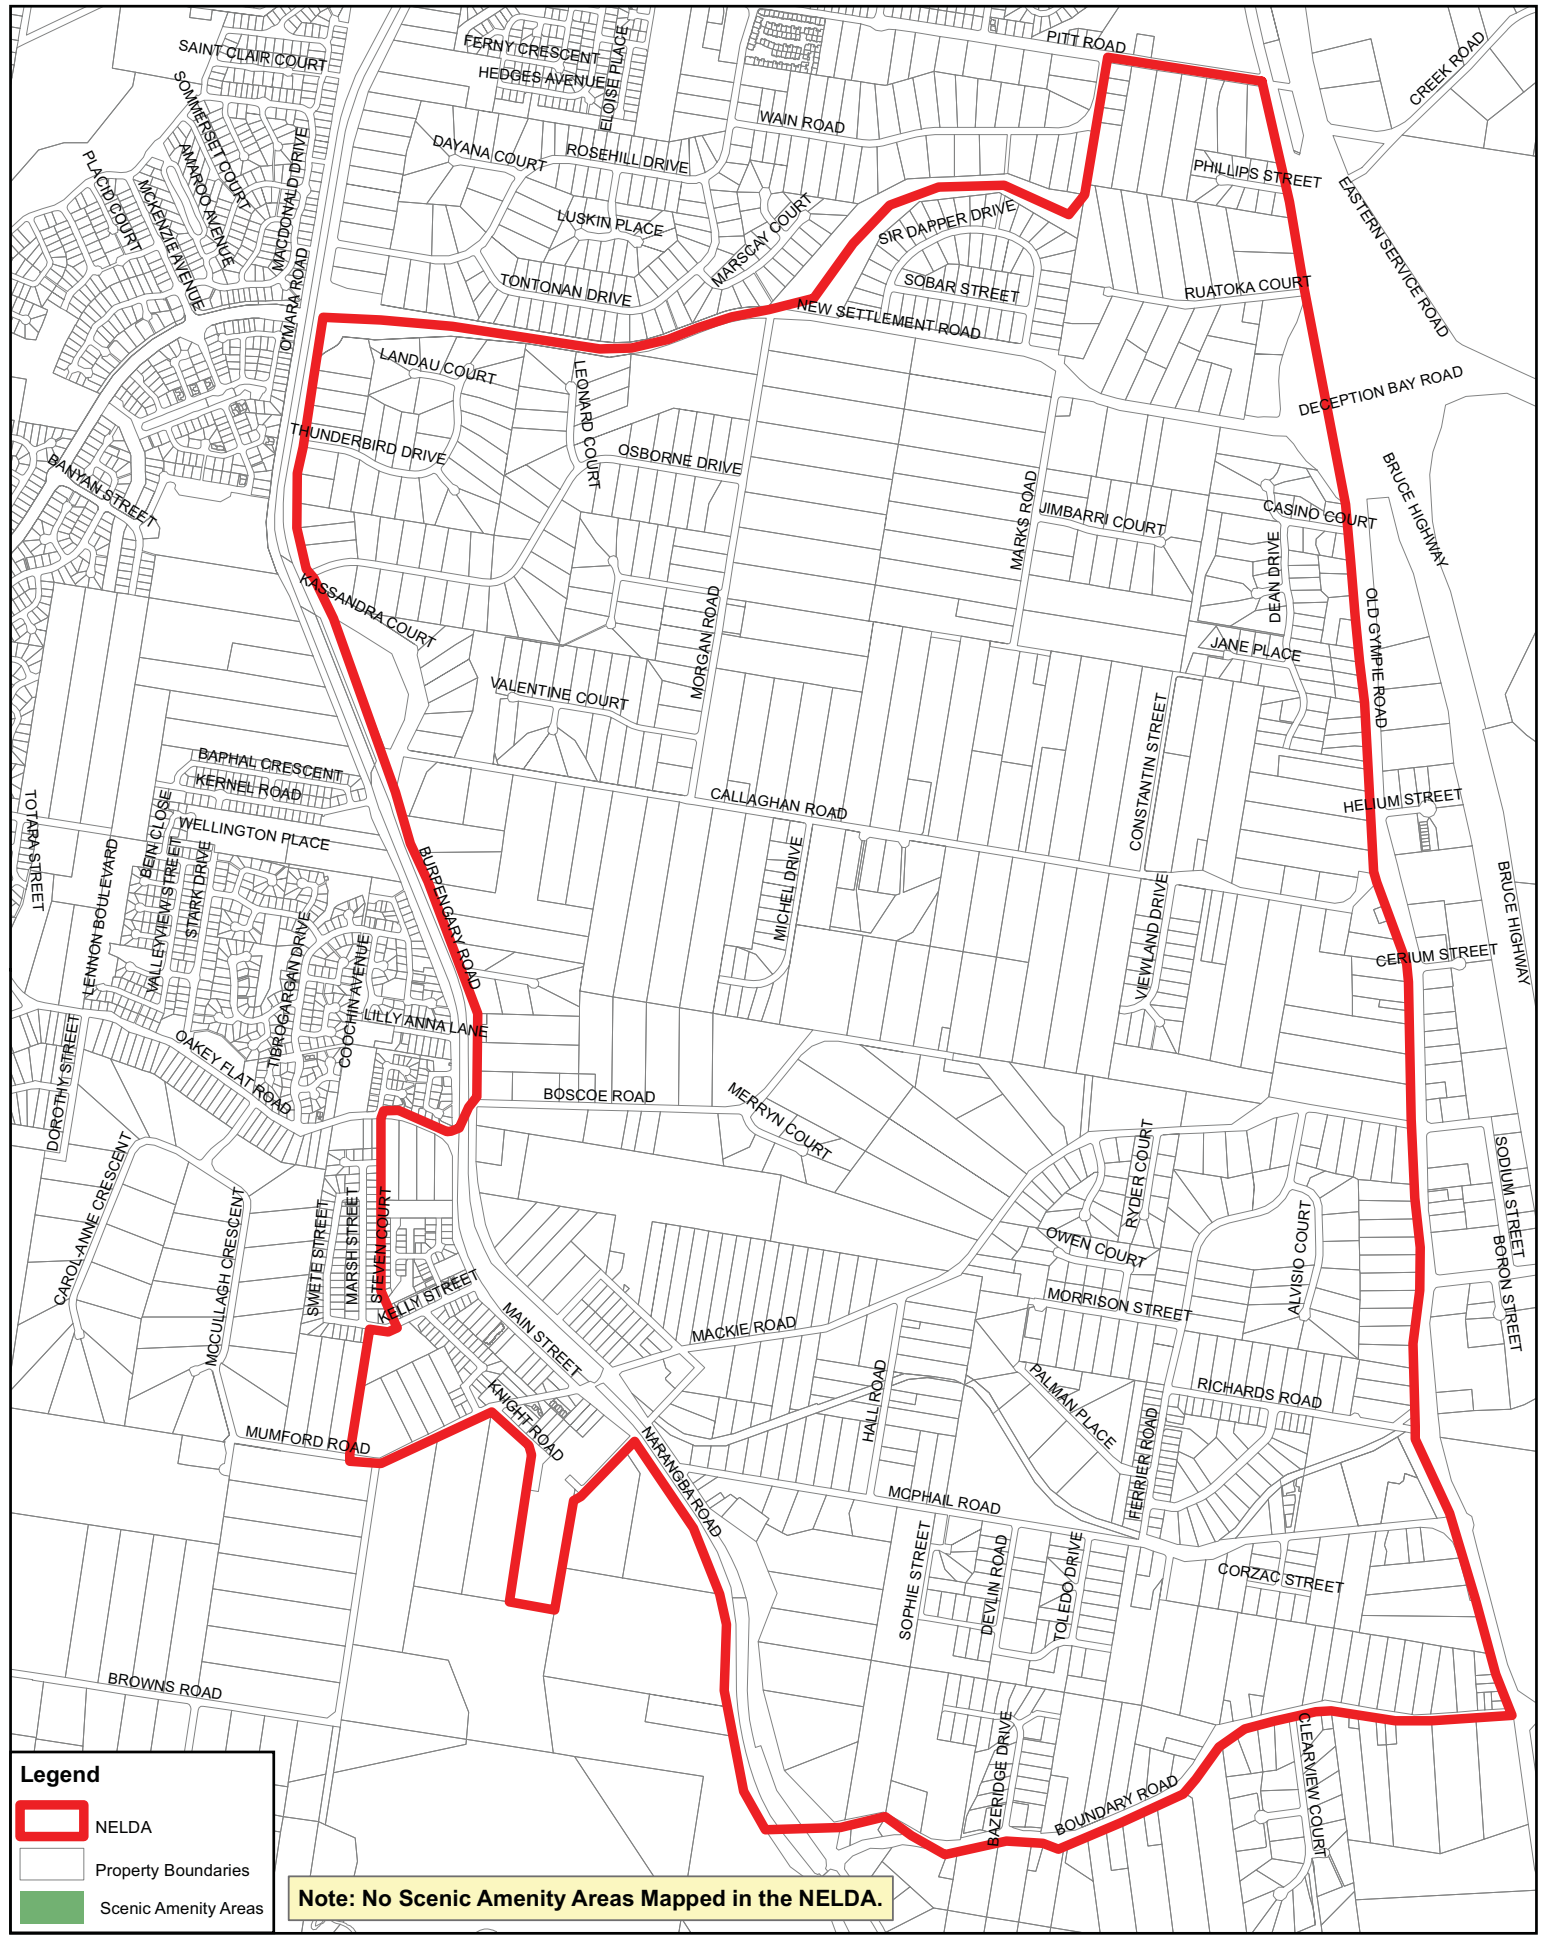 PITT ROAD
SAINT CLAIR COURT
FERNY CRESCENT
HEDGES AVENUE
ELOISE PLACE
CREEK ROAD
SOMMERSET COURT
WAIN ROAD
DAYANA COURT
ROSEHILL DRIVE
AMAROO AVENUE
MACDONALD DRIVE
PLACID COURT
MCKENZIE AVENUE
PHILLIPS STREET
EASTERN SERVICE ROAD
LUSKIN PLACE
MARSCAY COURT
SIR DAPPER DRIVE
O'MARA ROAD
TONTONAN DRIVE
SOBAR STREET
RUATOKA COURT
NEW SETTLEMENT ROAD
LANDAU COURT
LEONARD COURT
DECEPTION BAY ROAD
THUNDERBIRD DRIVE
OSBORNE DRIVE
BANYAN STREET
MARKS ROAD
JIMBARRI COURT
CASINO COURT
BRUCE HIGHWAY
DEAN DRIVE
KASSANDRA COURT
MORGAN ROAD
OLD GYMPIE ROAD
JANE PLACE
VALENTINE COURT
CONSTANTIN STREET
BAPHAL CRESCENT
KERNEL ROAD
CALLAGHAN ROAD
HELIUM STREET
TOTARA STREET
BEIN CLOSE
WELLINGTON PLACE
LENNON BOULEVARD
VALLEYVIEW STREET
STARK DRIVE
BURPENGARY ROAD
MICHEL DRIVE
VIEWLAND DRIVE
BRUCE HIGHWAY
TIBROGARGAN DRIVE
COOCHIN AVENUE
CERIUM STREET
LILLY ANNA LANE
DOROTHY STREET
OAKEY FLAT ROAD
BOSCOE ROAD
MERRYN COURT
RYDER COURT
SODIUM STREET
CAROL-ANNE CRESCENT
MCCULLAGH CRESCENT
SWETE STREET
MARSH STREET
STEVEN COURT
OWEN COURT
ALVISIO COURT
BORON STREET
KELLY STREET
MORRISON STREET
MAIN STREET
MACKIE ROAD
HALL ROAD
PALMAN PLACE
RICHARDS ROAD
KNIGHT ROAD
FERRIER ROAD
MUMFORD ROAD
NARANGBA ROAD
MCPHAIL ROAD
SOPHIE STREET
DEVLIN ROAD
TOLEDO DRIVE
CORZAC STREET
BROWNS ROAD
BAZERIDGE DRIVE
BOUNDARY ROAD
CLEARVIEW COURT
Legend
NELDA
Property Boundaries
Scenic Amenity Areas
Note: No Scenic Amenity Areas Mapped in the NELDA.